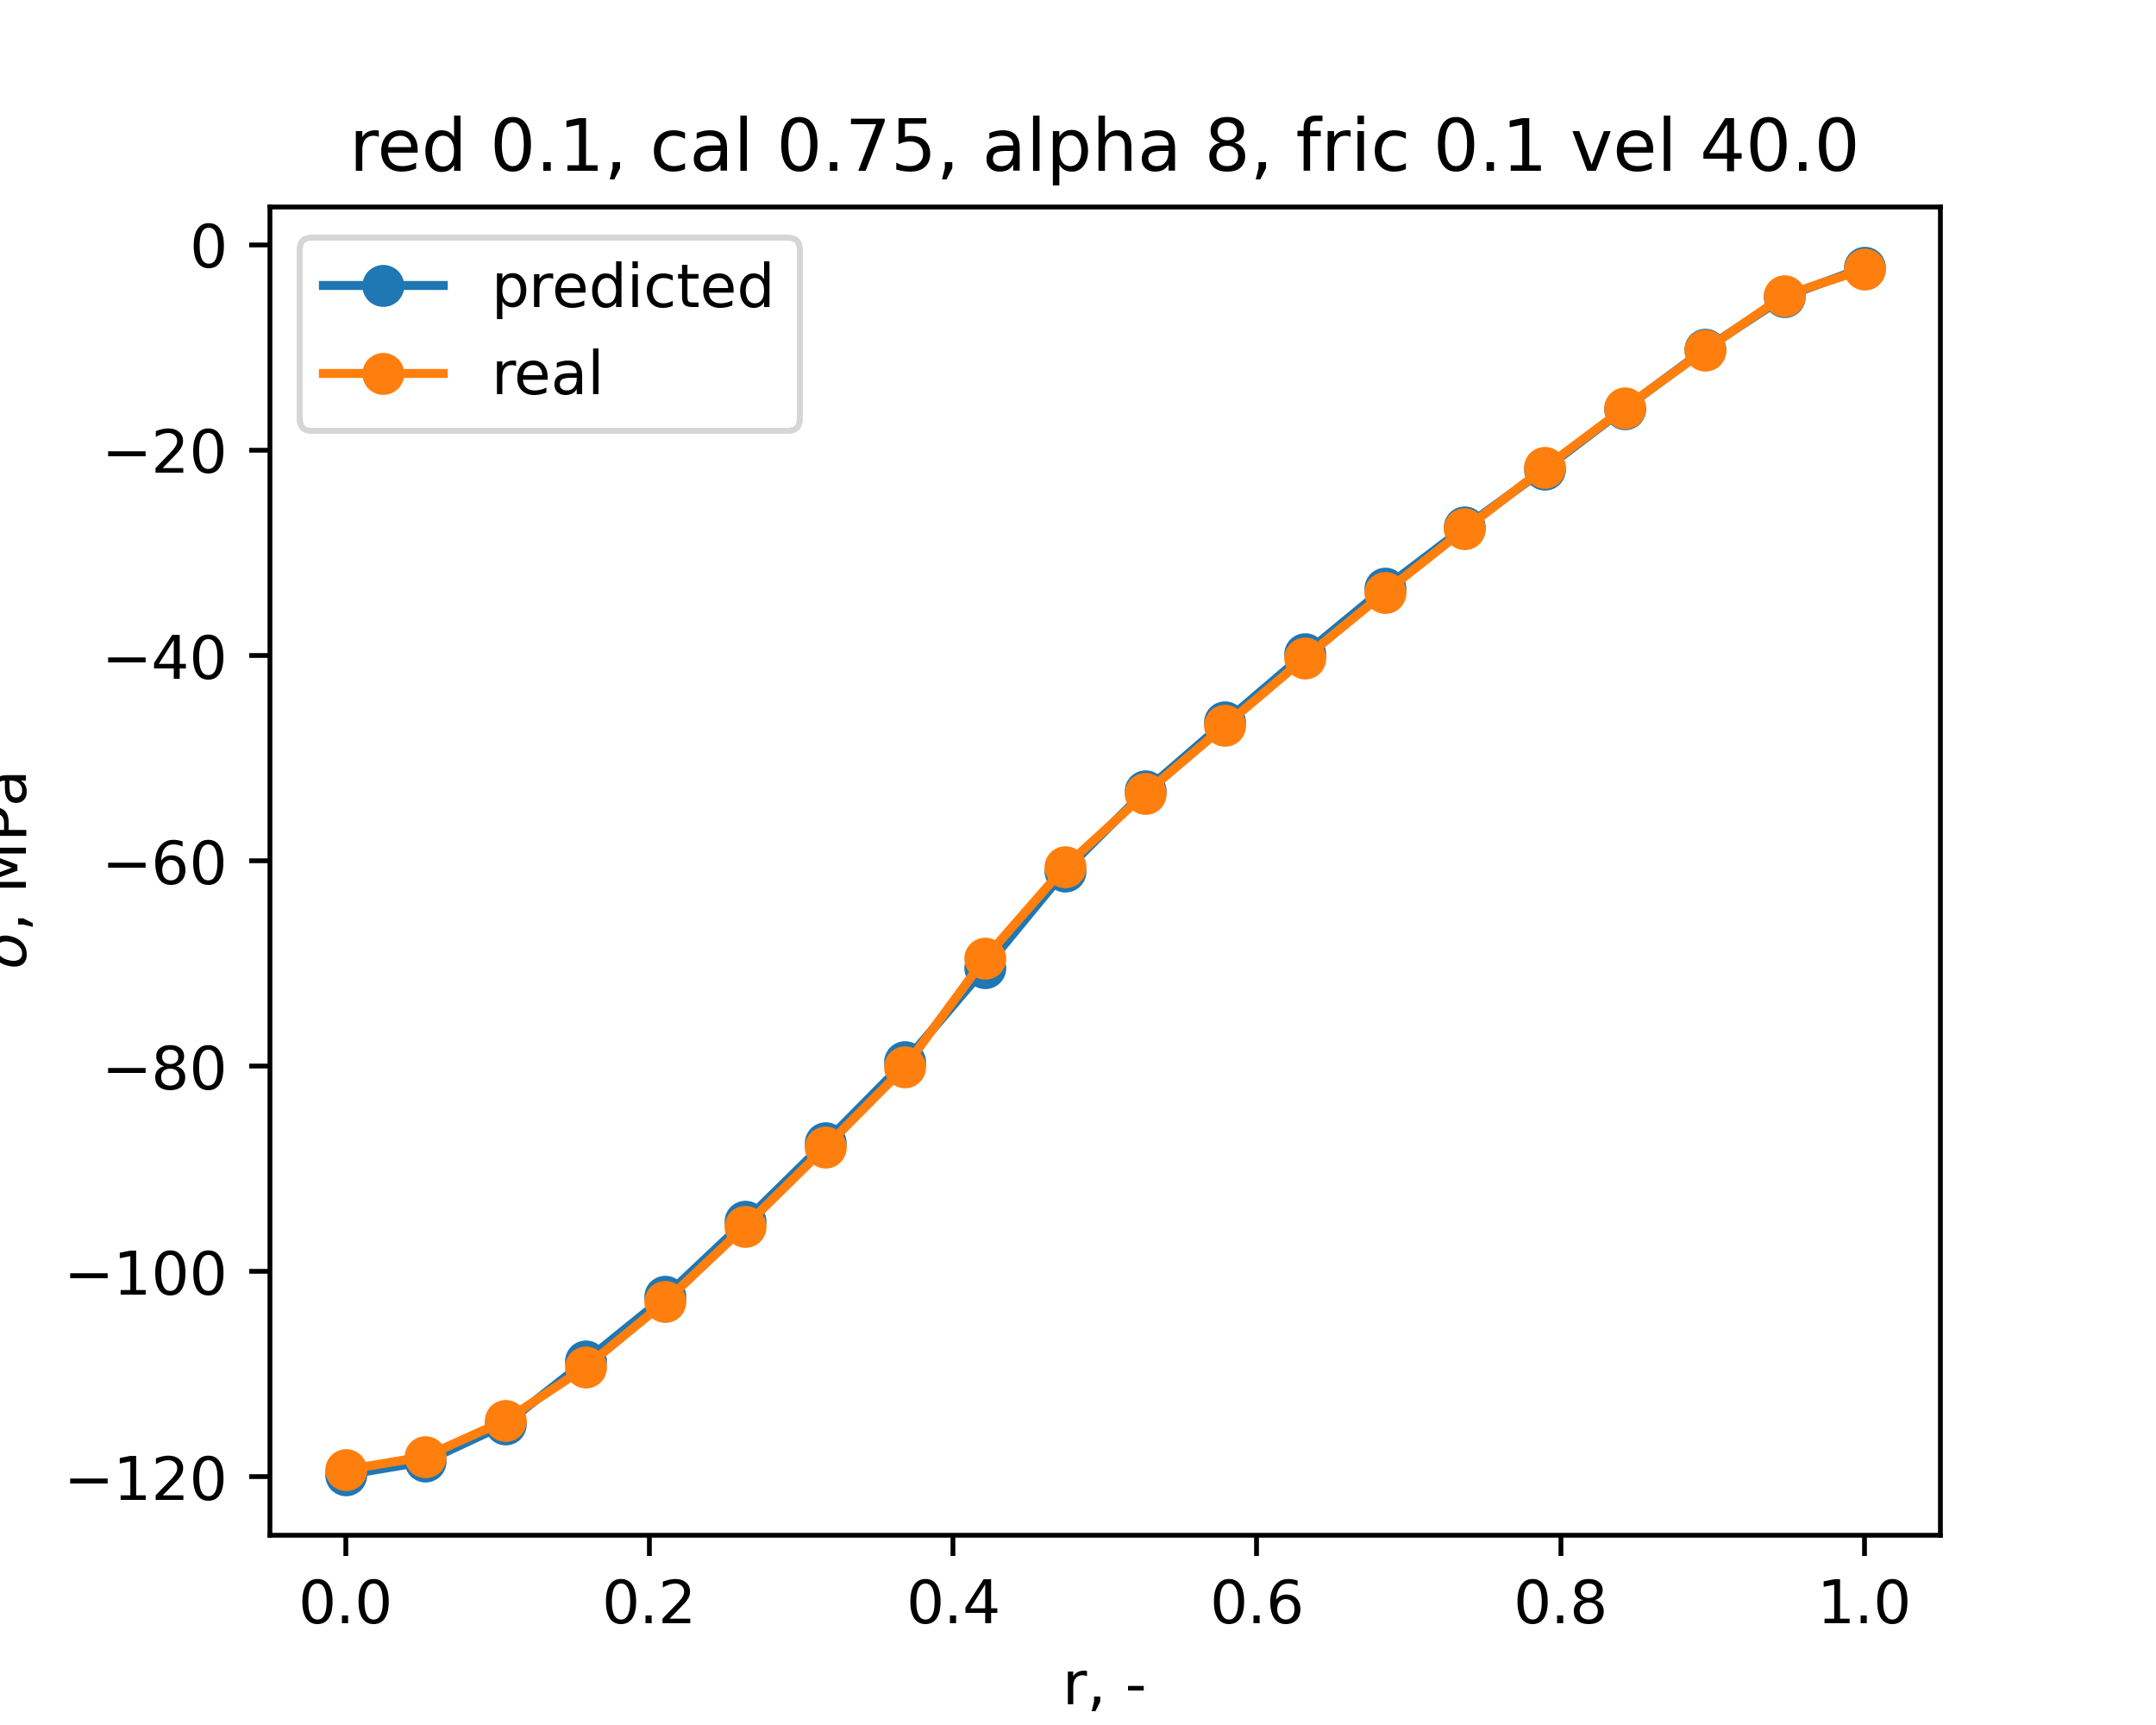 red 0.1, cal 0.75, alpha 8, fric 0.1 vel 40.0
predicted
real
0
−20
−40
−60
−80
−100
−120
σ, MPa
0.0 0.2 0.4 0.6 0.8 1.0
r, -